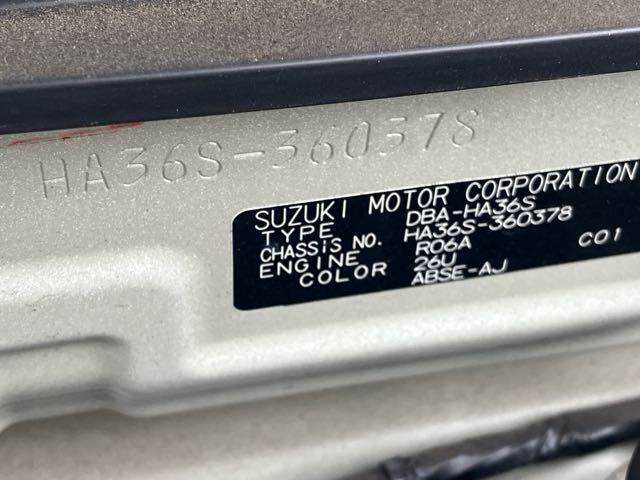 HA36S-360378
SUZUKI MOTOR CORPORATION
TYPE DBA-HA36S
CHASSIS NO. HA36S-360378
ENGINE R06A
COLOR 26U C01
ABSE-AJ